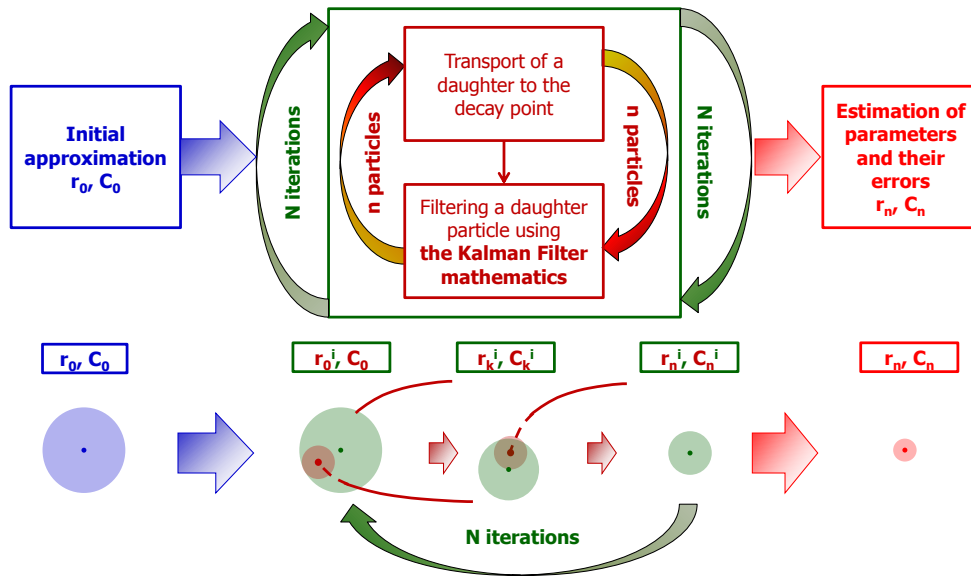 Initial
approximation
r₀, C₀
N iterations
n particles
Transport of a
daughter to the
decay point
Filtering a daughter
particle using
the Kalman Filter
mathematics
n particles
N iterations
Estimation of
parameters
and their
errors
rₙ, Cₙ
r₀, C₀
r₀ⁱ, C₀
rₖⁱ, Cₖⁱ
rₙⁱ, Cₙⁱ
rₙ, Cₙ
N iterations